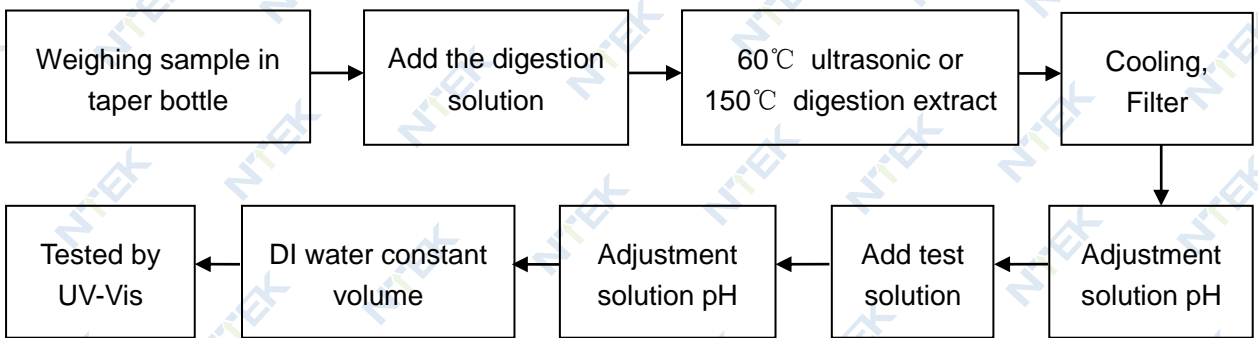 Weighing sample in
taper bottle
Add the digestion
solution
60℃ ultrasonic or
150℃ digestion extract
Cooling,
Filter
Adjustment
solution pH
Add test
solution
Adjustment
solution pH
DI water constant
volume
Tested by
UV-Vis
NTEK